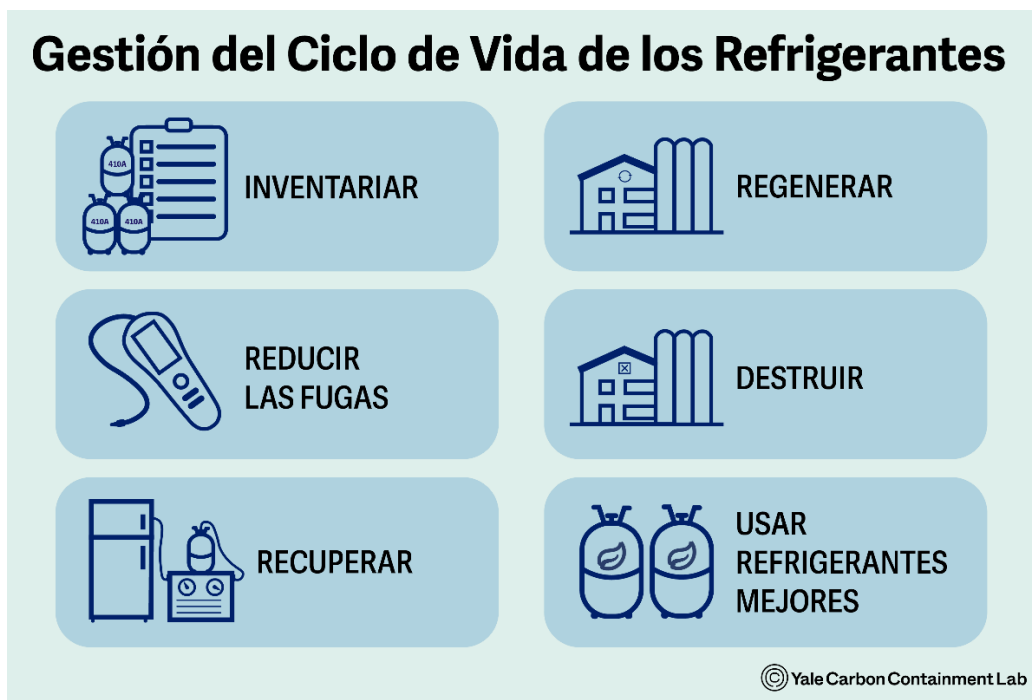 Gestión del Ciclo de Vida de los Refrigerantes
410A
410A 410A
INVENTARIAR
REDUCIR
LAS FUGAS
RECUPERAR
REGENERAR
DESTRUIR
USAR
REFRIGERANTES
MEJORES
© Yale Carbon Containment Lab